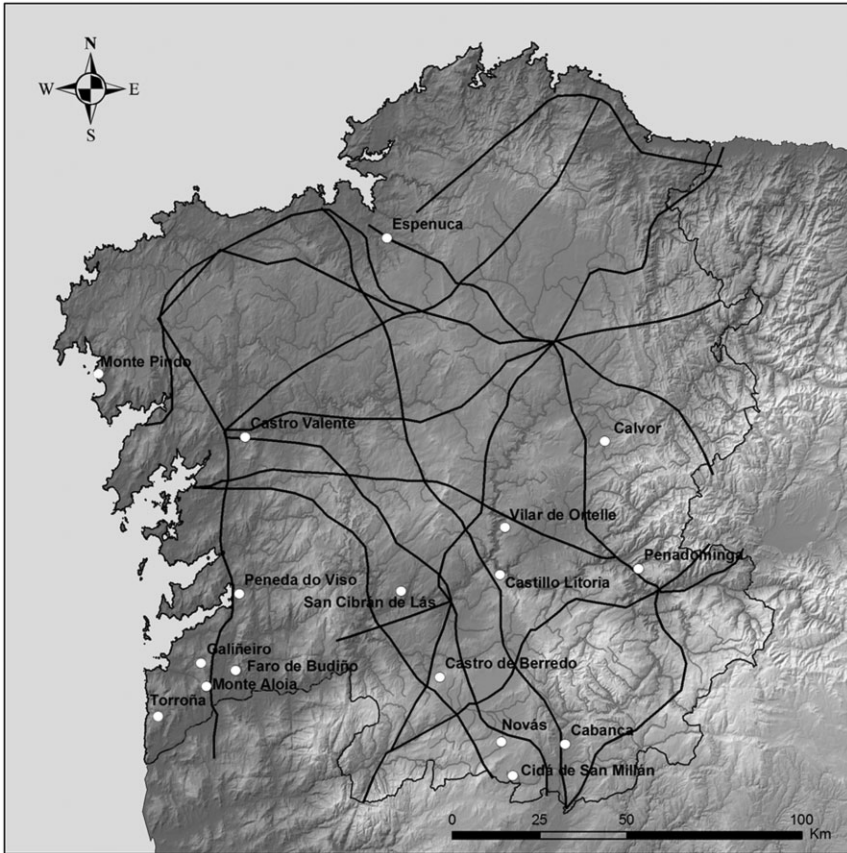 N
W E
S
Espenuca
Monte Pindo
Castro Valente
Calvor
Vilar de Ortelle
Penadominga
Peneda do Viso
Castillo Litoria
San Cibrán de Lás
Galiñeiro
Faro de Budiño
Castro de Berredo
Monte Aloia
Torroña
Novás
Cabanca
Cidá de San Millán
0 25 50 100
Km